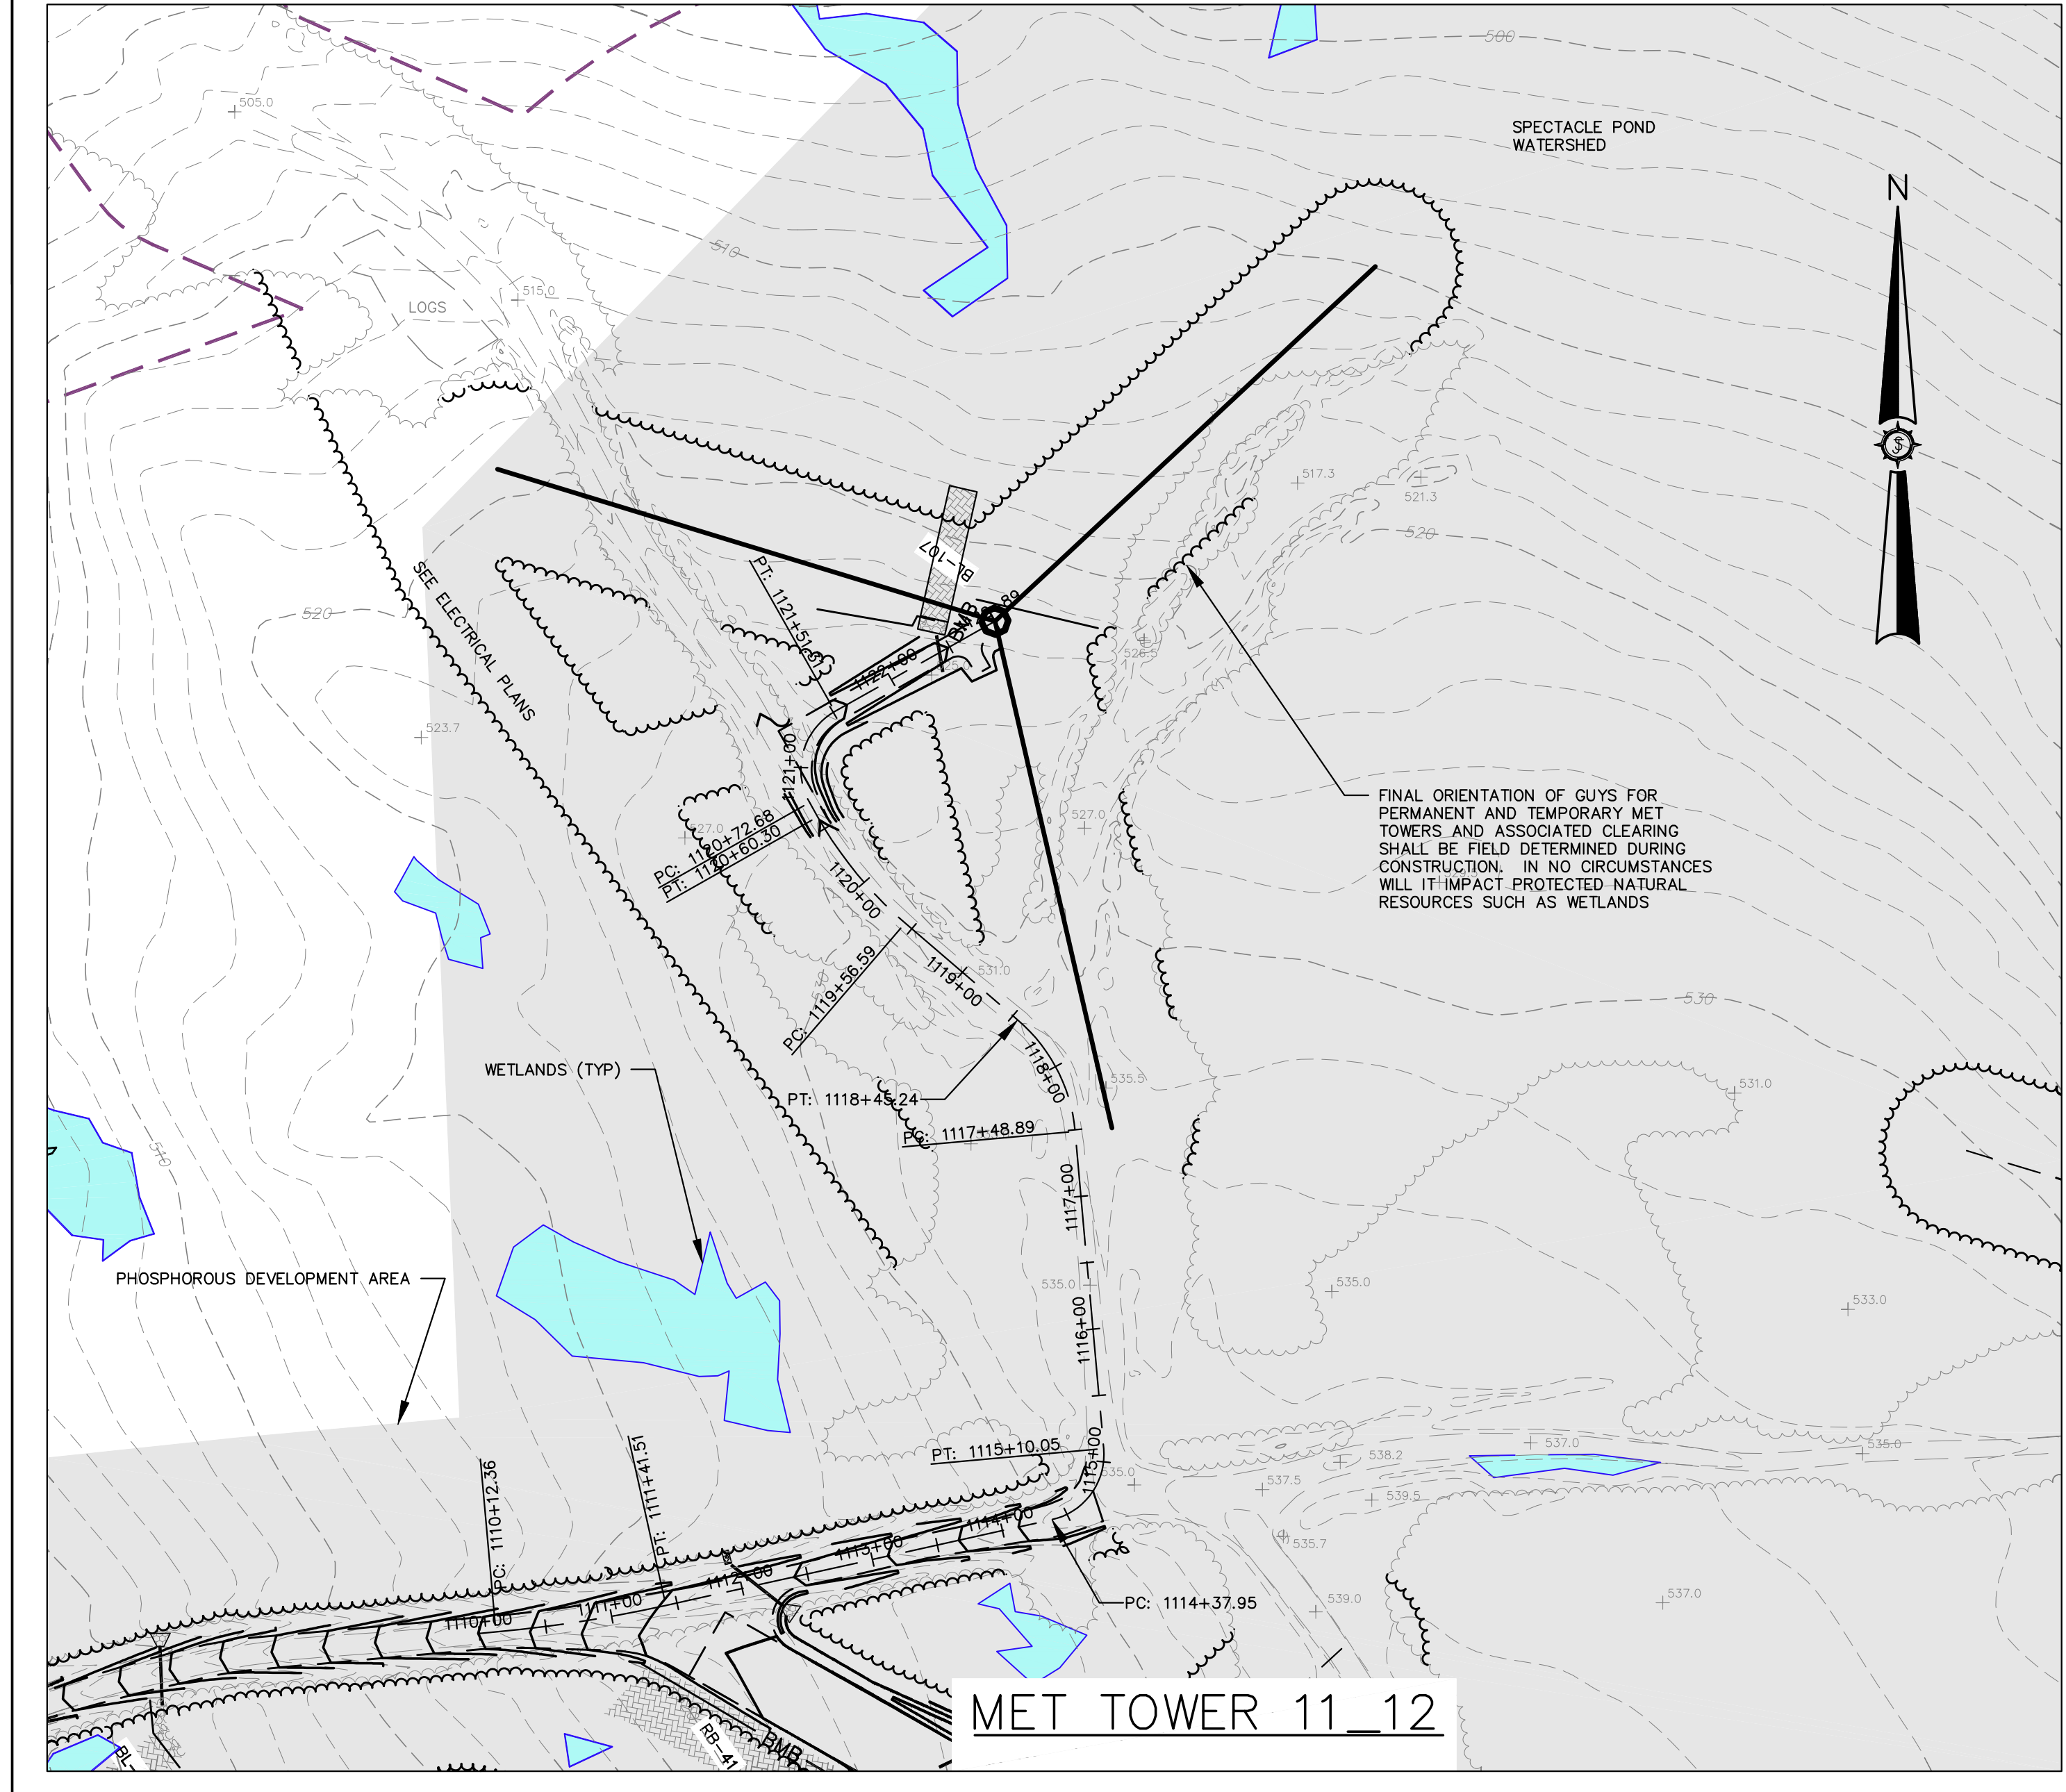 500
505.0
SPECTACLE POND
WATERSHED
N
510
515.0
LOGS
517.3
521.3
520
BL-107
PT: 1121+51.
SEE ELECTRICAL PLANS
520
BMB
.89
526.5
1122+00
523.7
1121+00
FINAL ORIENTATION OF GUYS FOR
PERMANENT AND TEMPORARY MET
TOWERS AND ASSOCIATED CLEARING
SHALL BE FIELD DETERMINED DURING
CONSTRUCTION. IN NO CIRCUMSTANCES
WILL IT IMPACT PROTECTED NATURAL
RESOURCES SUCH AS WETLANDS
527.0
527.0
PC: 1120+72.68
PT: 1120+60.30
1120+00
PC: 1119+56.59
1119+00
531.0
530
530
1118+00
WETLANDS (TYP)
PT: 1118+45.24
535.5
531.0
PC: 1117+48.89
510
1117+00
PHOSPHOROUS DEVELOPMENT AREA
535.0
535.0
533.0
1116+00
PT: 1115+10.05
1115+00
535.0
538.2
537.0
535.0
537.5
539.5
PC: 1110+12.36
PT: 1111+41.51
1114+00
535.7
1113+00
1112+00
PC: 1114+37.95
539.0
537.0
1111+00
1110+00
MET TOWER 11_12
RB-41
BMB
BL-